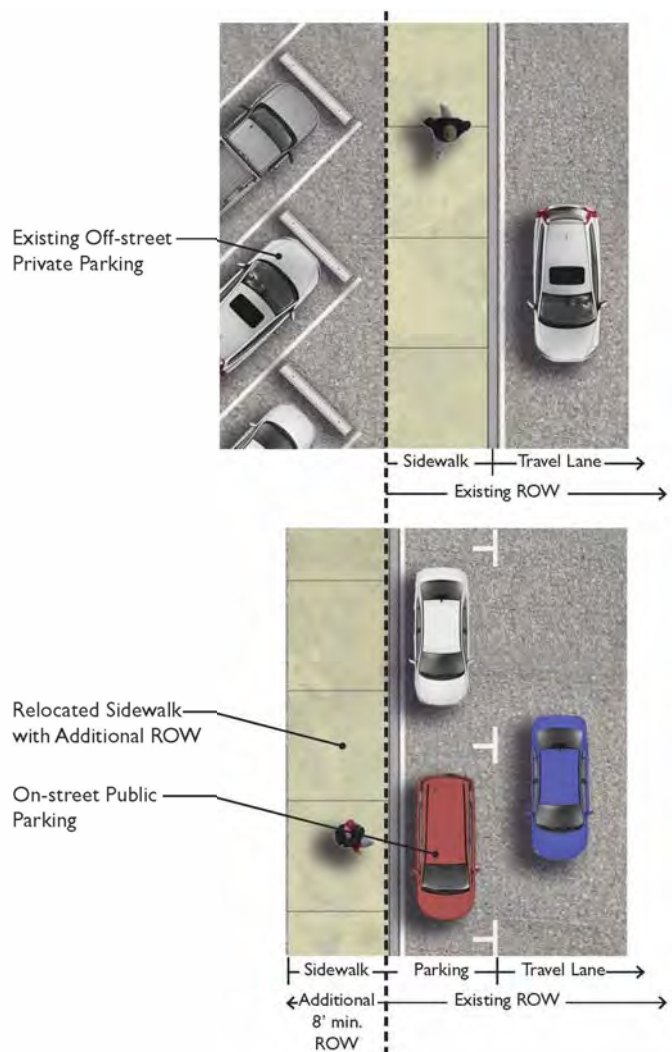 Existing Off-street
Private Parking
Sidewalk
Travel Lane
Existing ROW
Relocated Sidewalk
with Additional ROW
On-street Public
Parking
Sidewalk
Parking
Travel Lane
Additional
8' min.
ROW
Existing ROW